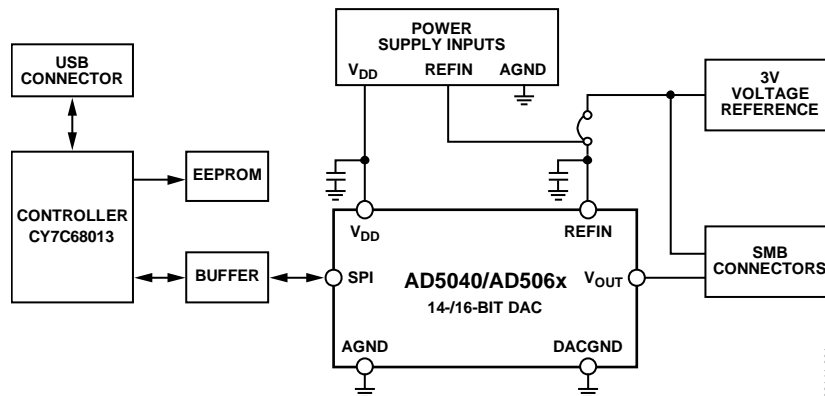 POWER
SUPPLY INPUTS
VDD REFIN AGND
USB
CONNECTOR
3V
VOLTAGE
REFERENCE
EEPROM
CONTROLLER
CY7C68013
BUFFER
VDD REFIN
SPI AD5040/AD506x VOUT
14-/16-BIT DAC
AGND DACGND
SMB
CONNECTORS